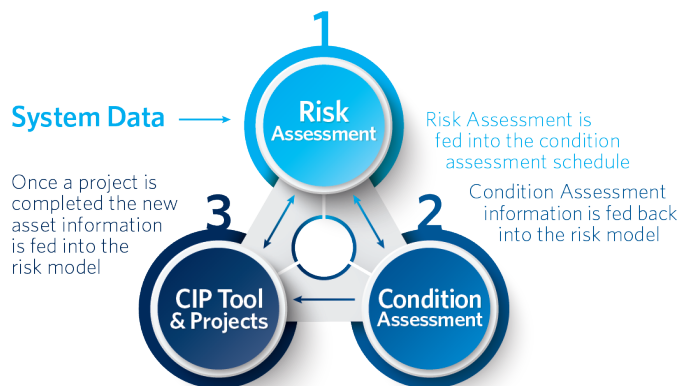 1
Risk
Assessment
System Data
Risk Assessment is
fed into the condition
assessment schedule
Once a project is
completed the new
asset information
is fed into the
risk model
3
2
Condition Assessment
information is fed back
into the risk model
CIP Tool
& Projects
Condition
Assessment